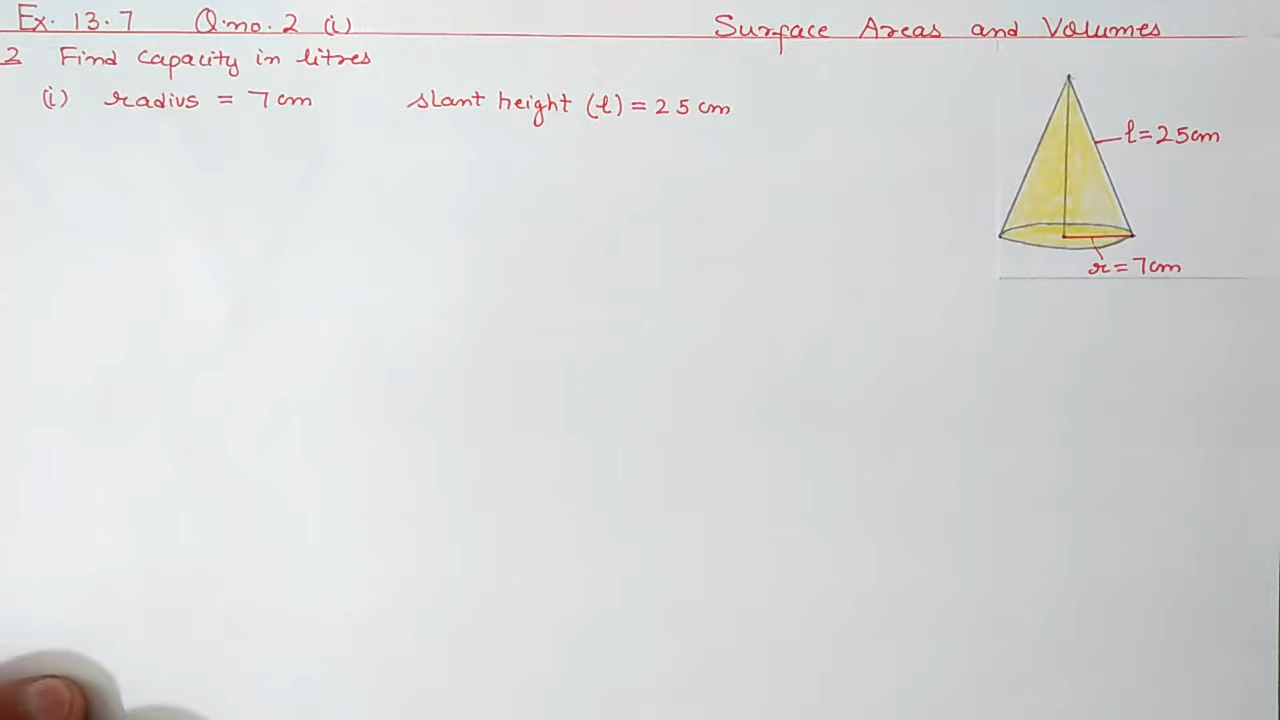 Ex. 13.7 Q.no. 2 (i) Surface Areas and Volumes
2 Find capacity in litres
(i) radius = 7 cm slant height (l) = 25 cm
l = 25cm
r = 7cm